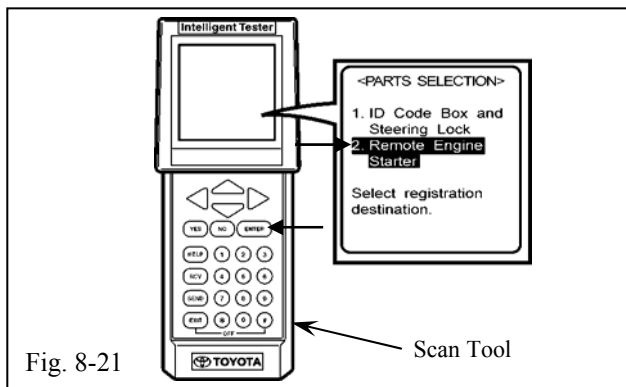 Intelligent Tester
<PARTS SELECTION>
1. ID Code Box and
Steering Lock
2. Remote Engine
Starter
Select registration
destination.
YES NO ENTER
HELP 1 2 3
RCV 4 5 6
SEND 7 8 9
EXIT * 0 #
OFF
TOYOTA
Scan Tool
Fig. 8-21